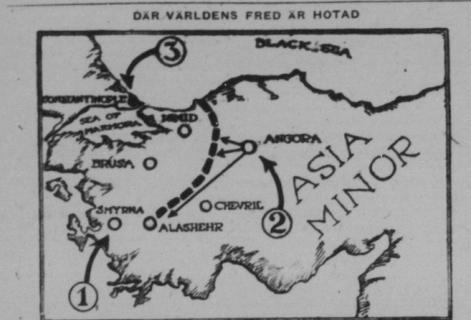 DÄR VÄRLDENS FRED ÄR HOTAD
3
BLACK SEA
CONSTANTINOPLE
SEA OF
MARMORA
ISMID
ANGORA
ASIA
MINOR
BRUSA
2
CHEVRIL
SMYRNA
ALASHEHR
1